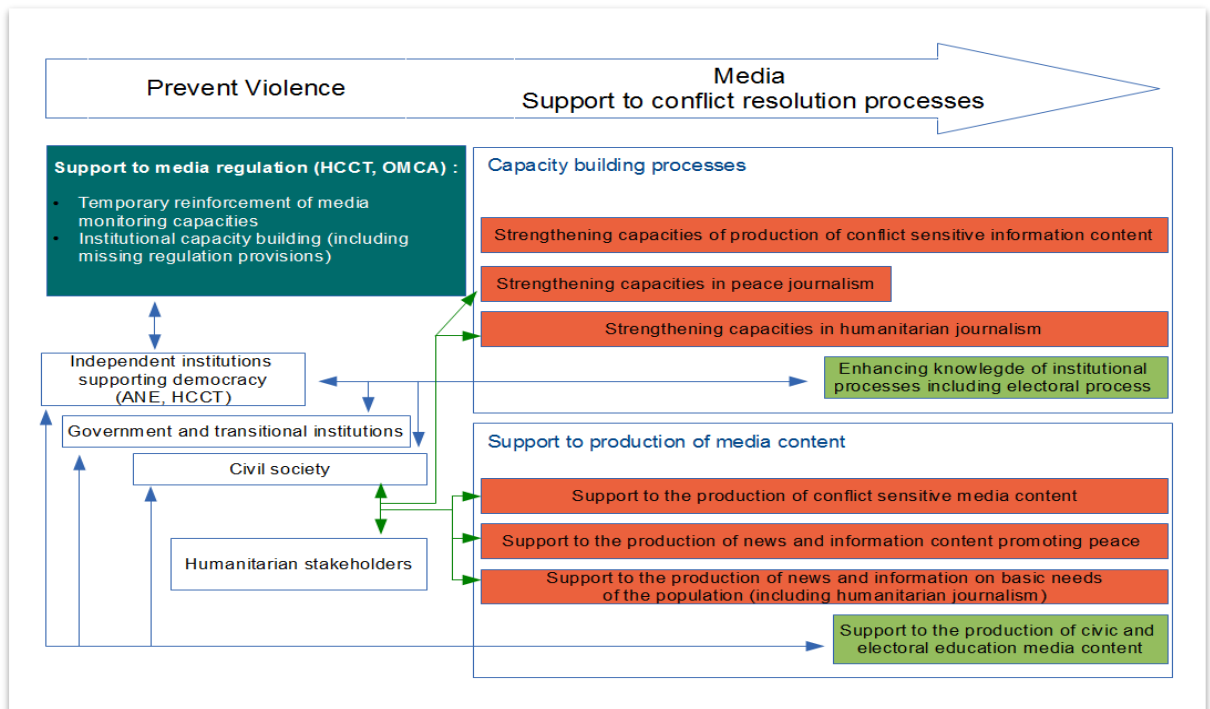 Prevent Violence
Media
Support to conflict resolution processes
Support to media regulation (HCCT, OMCA) :
• Temporary reinforcement of media
monitoring capacities
• Institutional capacity building (including
missing regulation provisions)
Capacity building processes
Strengthening capacities of production of conflict sensitive information content
Strengthening capacities in peace journalism
Strengthening capacities in humanitarian journalism
Enhancing knowlegde of institutional
processes including electoral process
Independent institutions
supporting democracy
(ANE, HCCT)
Government and transitional institutions
Civil society
Humanitarian stakeholders
Support to production of media content
Support to the production of conflict sensitive media content
Support to the production of news and information content promoting peace
Support to the production of news and information on basic needs
of the population (including humanitarian journalism)
Support to the production of civic and
electoral education media content